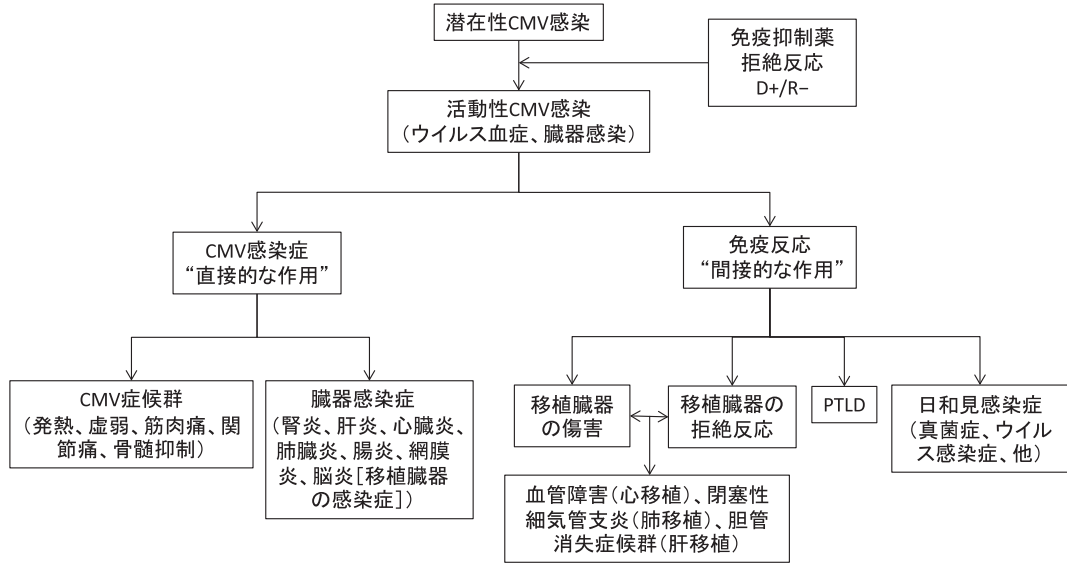 潜在性CMV感染
免疫抑制薬
拒絶反応
D+/R−
活動性CMV感染
（ウイルス血症、臓器感染）
CMV感染症
“直接的な作用”
免疫反応
“間接的な作用”
CMV症候群
（発熱、虚弱、筋肉痛、関
節痛、骨髄抑制）
臓器感染症
（腎炎、肝炎、心臓炎、
肺臓炎、腸炎、網膜
炎、脳炎[移植臓器
の感染症]）
移植臓器
の傷害
移植臓器の
拒絶反応
PTLD
日和見感染症
（真菌症、ウイル
ス感染症、他）
血管障害（心移植）、閉塞性
細気管支炎（肺移植）、胆管
消失症候群（肝移植）